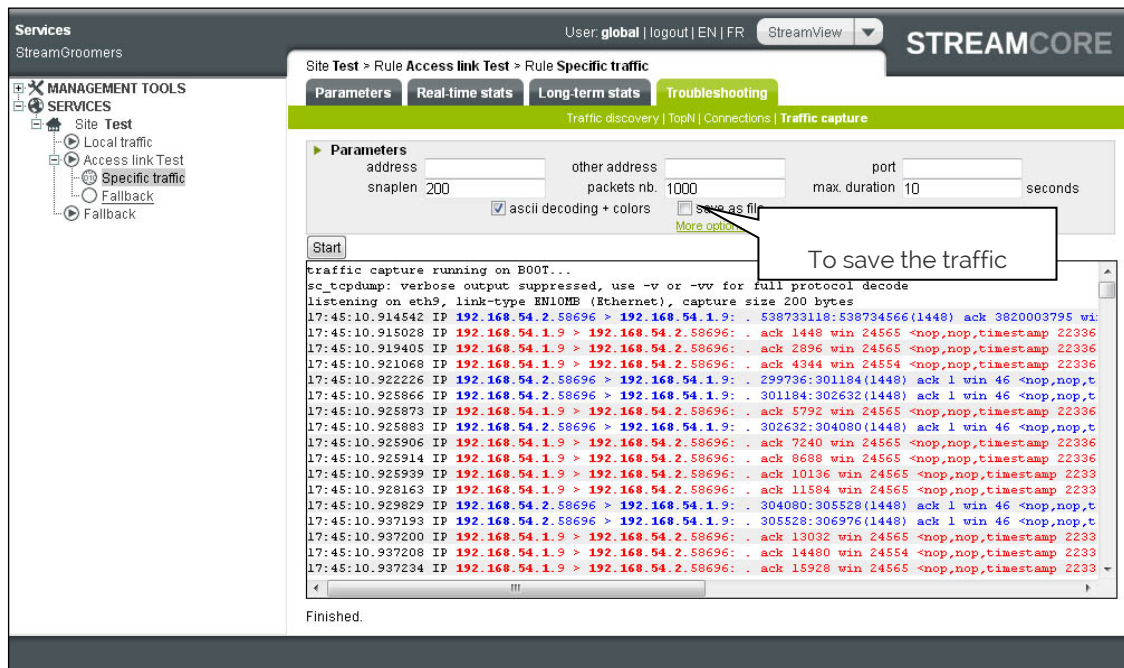 Services
StreamGroomers
User: global | logout | EN | FR StreamView
STREAMCORE
Site Test > Rule Access link Test > Rule Specific traffic
Parameters Real-time stats Long-term stats Troubleshooting
Traffic discovery | TopN | Connections | Traffic capture
MANAGEMENT TOOLS
SERVICES
Site Test
Local traffic
Access link Test
Specific traffic
Fallback
Fallback
Parameters
address other address port
snaplen 200 packets nb. 1000 max. duration 10 seconds
ascii decoding + colors save as file
More option
To save the traffic
Start
traffic capture running on BOOT...
sc_tcpdump: verbose output suppressed, use -v or -vv for full protocol decode
listening on eth9, link-type EN10MB (Ethernet), capture size 200 bytes
17:45:10.914542 IP 192.168.54.2.58696 > 192.168.54.1.9: . 538733118:538734566(1448) ack 3820003795 wi
17:45:10.915028 IP 192.168.54.1.9 > 192.168.54.2.58696: . ack 1448 win 24565 <nop,nop,timestamp 22336
17:45:10.919405 IP 192.168.54.1.9 > 192.168.54.2.58696: . ack 2896 win 24565 <nop,nop,timestamp 22336
17:45:10.921068 IP 192.168.54.1.9 > 192.168.54.2.58696: . ack 4344 win 24554 <nop,nop,timestamp 22336
17:45:10.922226 IP 192.168.54.2.58696 > 192.168.54.1.9: . 299736:301184(1448) ack 1 win 46 <nop,nop,t
17:45:10.925866 IP 192.168.54.2.58696 > 192.168.54.1.9: . 301184:302632(1448) ack 1 win 46 <nop,nop,t
17:45:10.925873 IP 192.168.54.1.9 > 192.168.54.2.58696: . ack 5792 win 24565 <nop,nop,timestamp 22336
17:45:10.925883 IP 192.168.54.2.58696 > 192.168.54.1.9: . 302632:304080(1448) ack 1 win 46 <nop,nop,t
17:45:10.925906 IP 192.168.54.1.9 > 192.168.54.2.58696: . ack 7240 win 24565 <nop,nop,timestamp 22336
17:45:10.925914 IP 192.168.54.1.9 > 192.168.54.2.58696: . ack 8688 win 24565 <nop,nop,timestamp 22336
17:45:10.925939 IP 192.168.54.1.9 > 192.168.54.2.58696: . ack 10136 win 24565 <nop,nop,timestamp 2233
17:45:10.928163 IP 192.168.54.1.9 > 192.168.54.2.58696: . ack 11584 win 24565 <nop,nop,timestamp 2233
17:45:10.929829 IP 192.168.54.2.58696 > 192.168.54.1.9: . 304080:305528(1448) ack 1 win 46 <nop,nop,t
17:45:10.937193 IP 192.168.54.2.58696 > 192.168.54.1.9: . 305528:306976(1448) ack 1 win 46 <nop,nop,t
17:45:10.937200 IP 192.168.54.1.9 > 192.168.54.2.58696: . ack 13032 win 24565 <nop,nop,timestamp 2233
17:45:10.937208 IP 192.168.54.1.9 > 192.168.54.2.58696: . ack 14480 win 24554 <nop,nop,timestamp 2233
17:45:10.937234 IP 192.168.54.1.9 > 192.168.54.2.58696: . ack 15928 win 24565 <nop,nop,timestamp 2233
Finished.